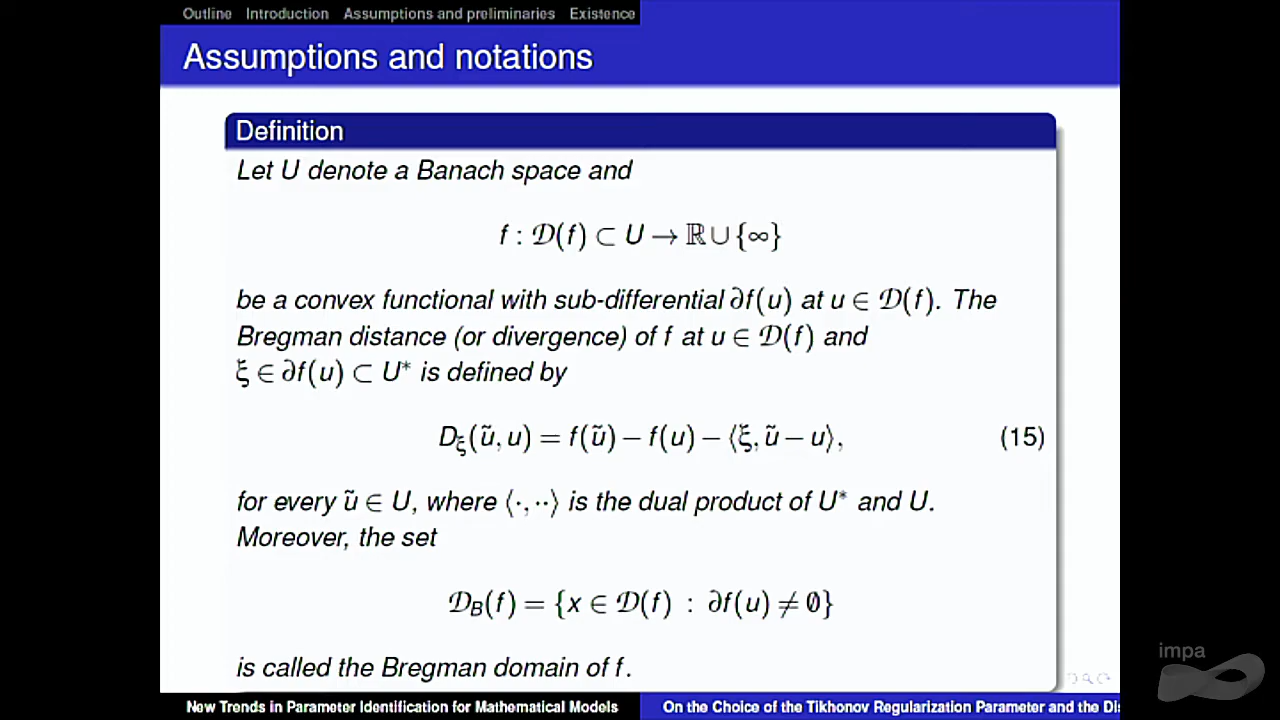 Outline Introduction Assumptions and preliminaries Existence
Assumptions and notations
Definition
Let U denote a Banach space and
f : 𝒟(f) ⊂ U → ℝ ∪ {∞}
be a convex functional with sub-differential ∂f(u) at u ∈ 𝒟(f). The
Bregman distance (or divergence) of f at u ∈ 𝒟(f) and
ξ ∈ ∂f(u) ⊂ U* is defined by
D_ξ(ũ, u) = f(ũ) − f(u) − ⟨ξ, ũ − u⟩, (15)
for every ũ ∈ U, where ⟨·, ··⟩ is the dual product of U* and U.
Moreover, the set
𝒟_B(f) = {x ∈ 𝒟(f) : ∂f(u) ≠ ∅}
is called the Bregman domain of f.
impa
New Trends in Parameter Identification for Mathematical Models On the Choice of the Tikhonov Regularization Parameter and the Dis